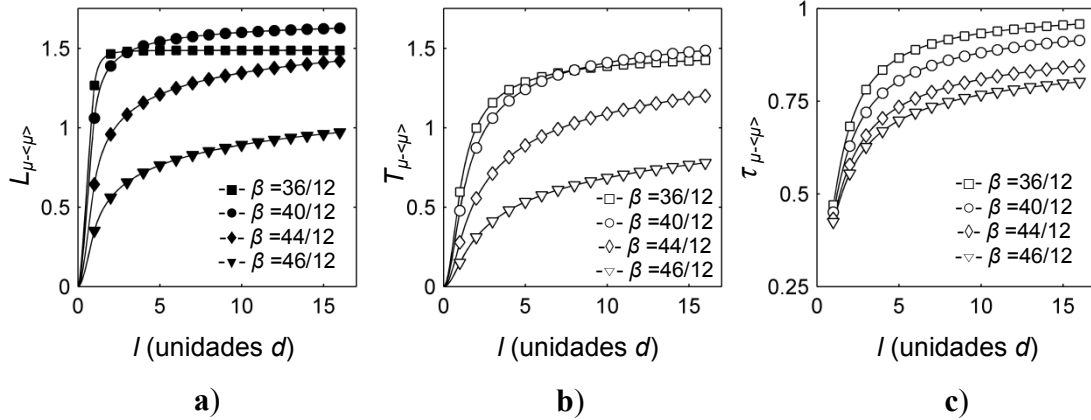 1.5
1
0.5
0
L μ-<μ>
0 5 10 15
l (unidades d)
β =36/12
β =40/12
β =44/12
β =46/12
a)
1.5
1
0.5
0
T μ-<μ>
0 5 10 15
l (unidades d)
β =36/12
β =40/12
β =44/12
β =46/12
b)
1
0.75
0.5
0.25
τ μ-<μ>
0 5 10 15
l (unidades d)
β =36/12
β =40/12
β =44/12
β =46/12
c)